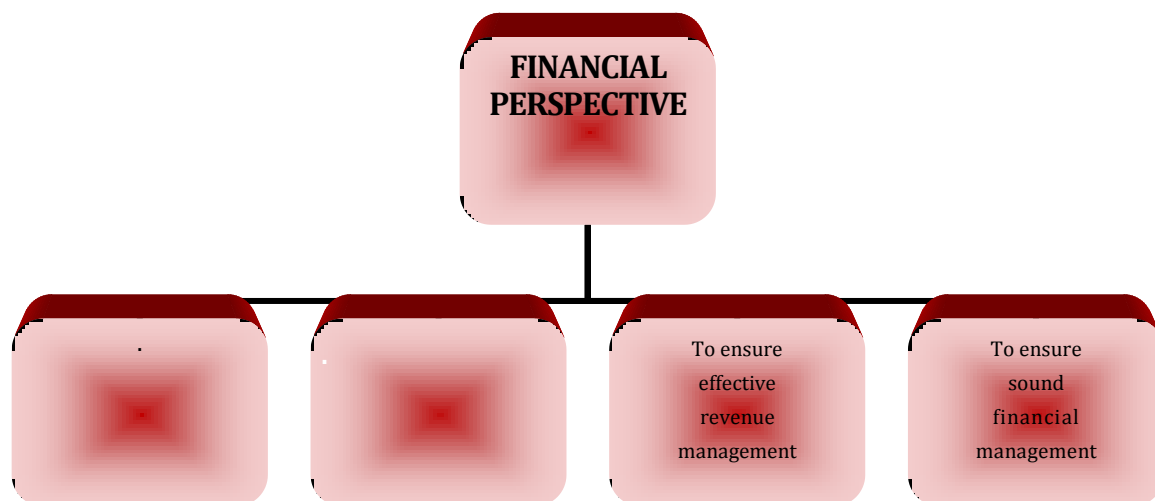 FINANCIAL
PERSPECTIVE
.
.
To ensure
effective
revenue
management
To ensure
sound
financial
management